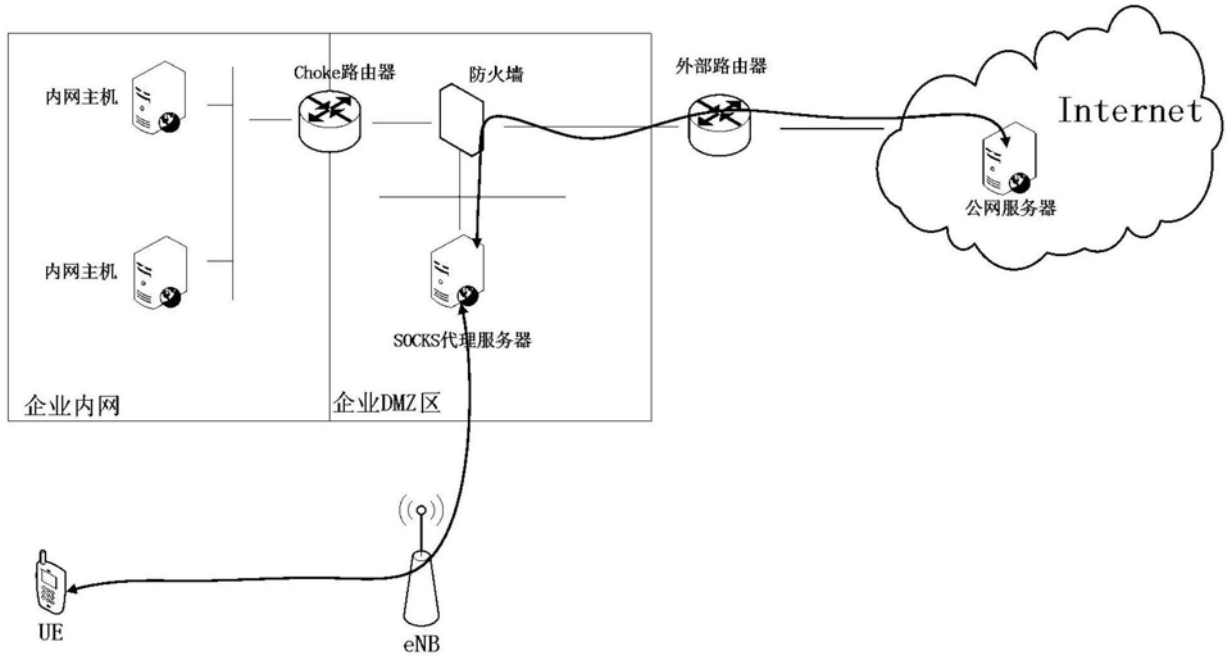 Choke路由器
防火墙
外部路由器
Internet
内网主机
公网服务器
内网主机
SOCKS代理服务器
企业内网
企业DMZ区
UE
eNB